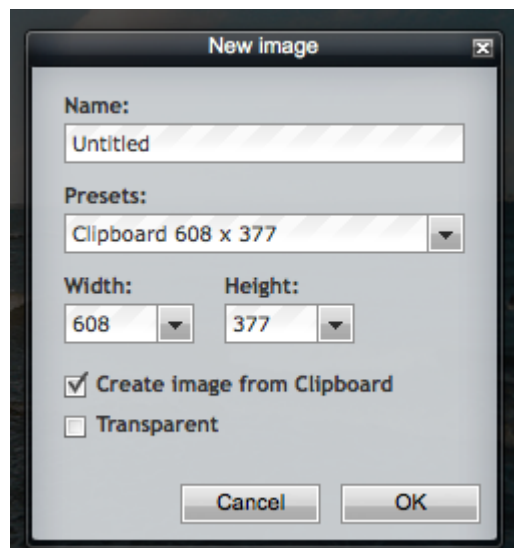 New image
Name:
Untitled
Presets:
Clipboard 608 x 377
Width: Height:
608 377
Create image from Clipboard
Transparent
Cancel OK